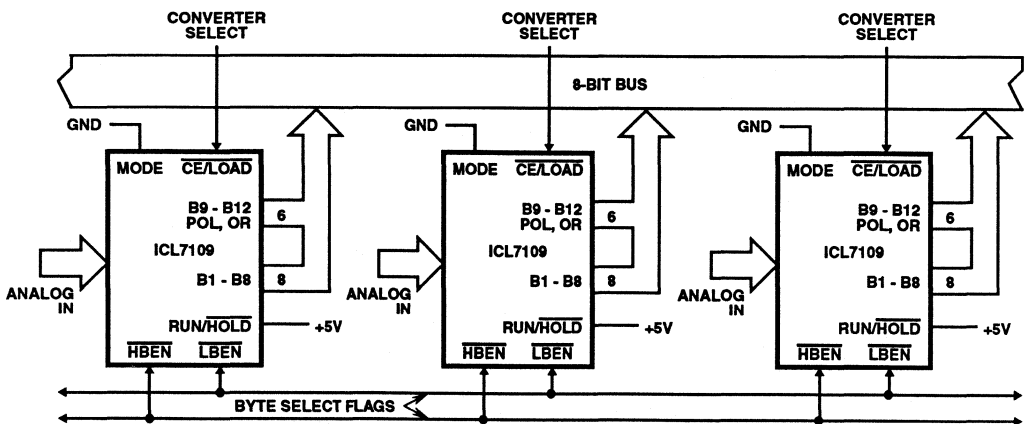 CONVERTER
SELECT
CONVERTER
SELECT
CONVERTER
SELECT
8-BIT BUS
GND
MODE
CE/LOAD
B9 - B12
POL, OR
6
ICL7109
B1 - B8
8
ANALOG
IN
RUN/HOLD
+5V
HBEN
LBEN
GND
MODE
CE/LOAD
B9 - B12
POL, OR
6
ICL7109
B1 - B8
8
ANALOG
IN
RUN/HOLD
+5V
HBEN
LBEN
GND
MODE
CE/LOAD
B9 - B12
POL, OR
6
ICL7109
B1 - B8
8
ANALOG
IN
RUN/HOLD
+5V
HBEN
LBEN
BYTE SELECT FLAGS